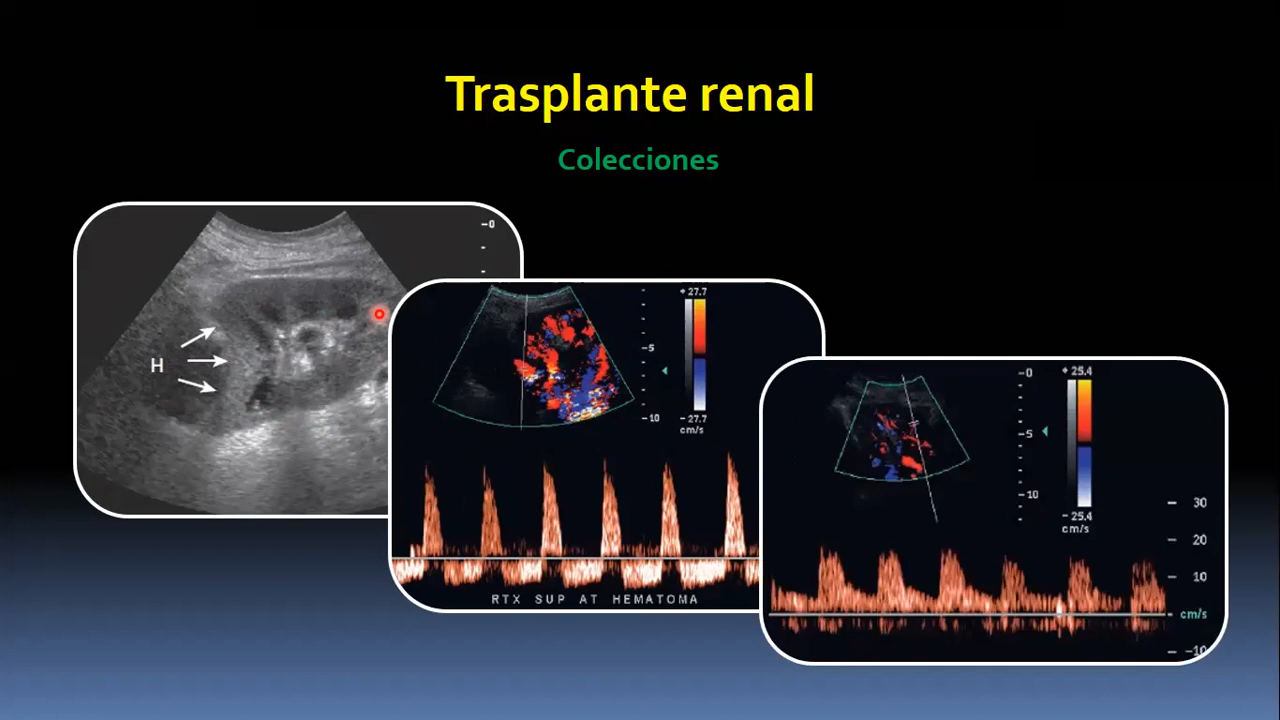 Trasplante renal
Colecciones
-0
H
+ 27.7
-5
-10
- 27.7
cm/s
RTX SUP AT HEMATOMA
-0
+ 25.4
-5
-10
- 25.4
cm/s
- 30
- 20
- 10
- cm/s
- -10